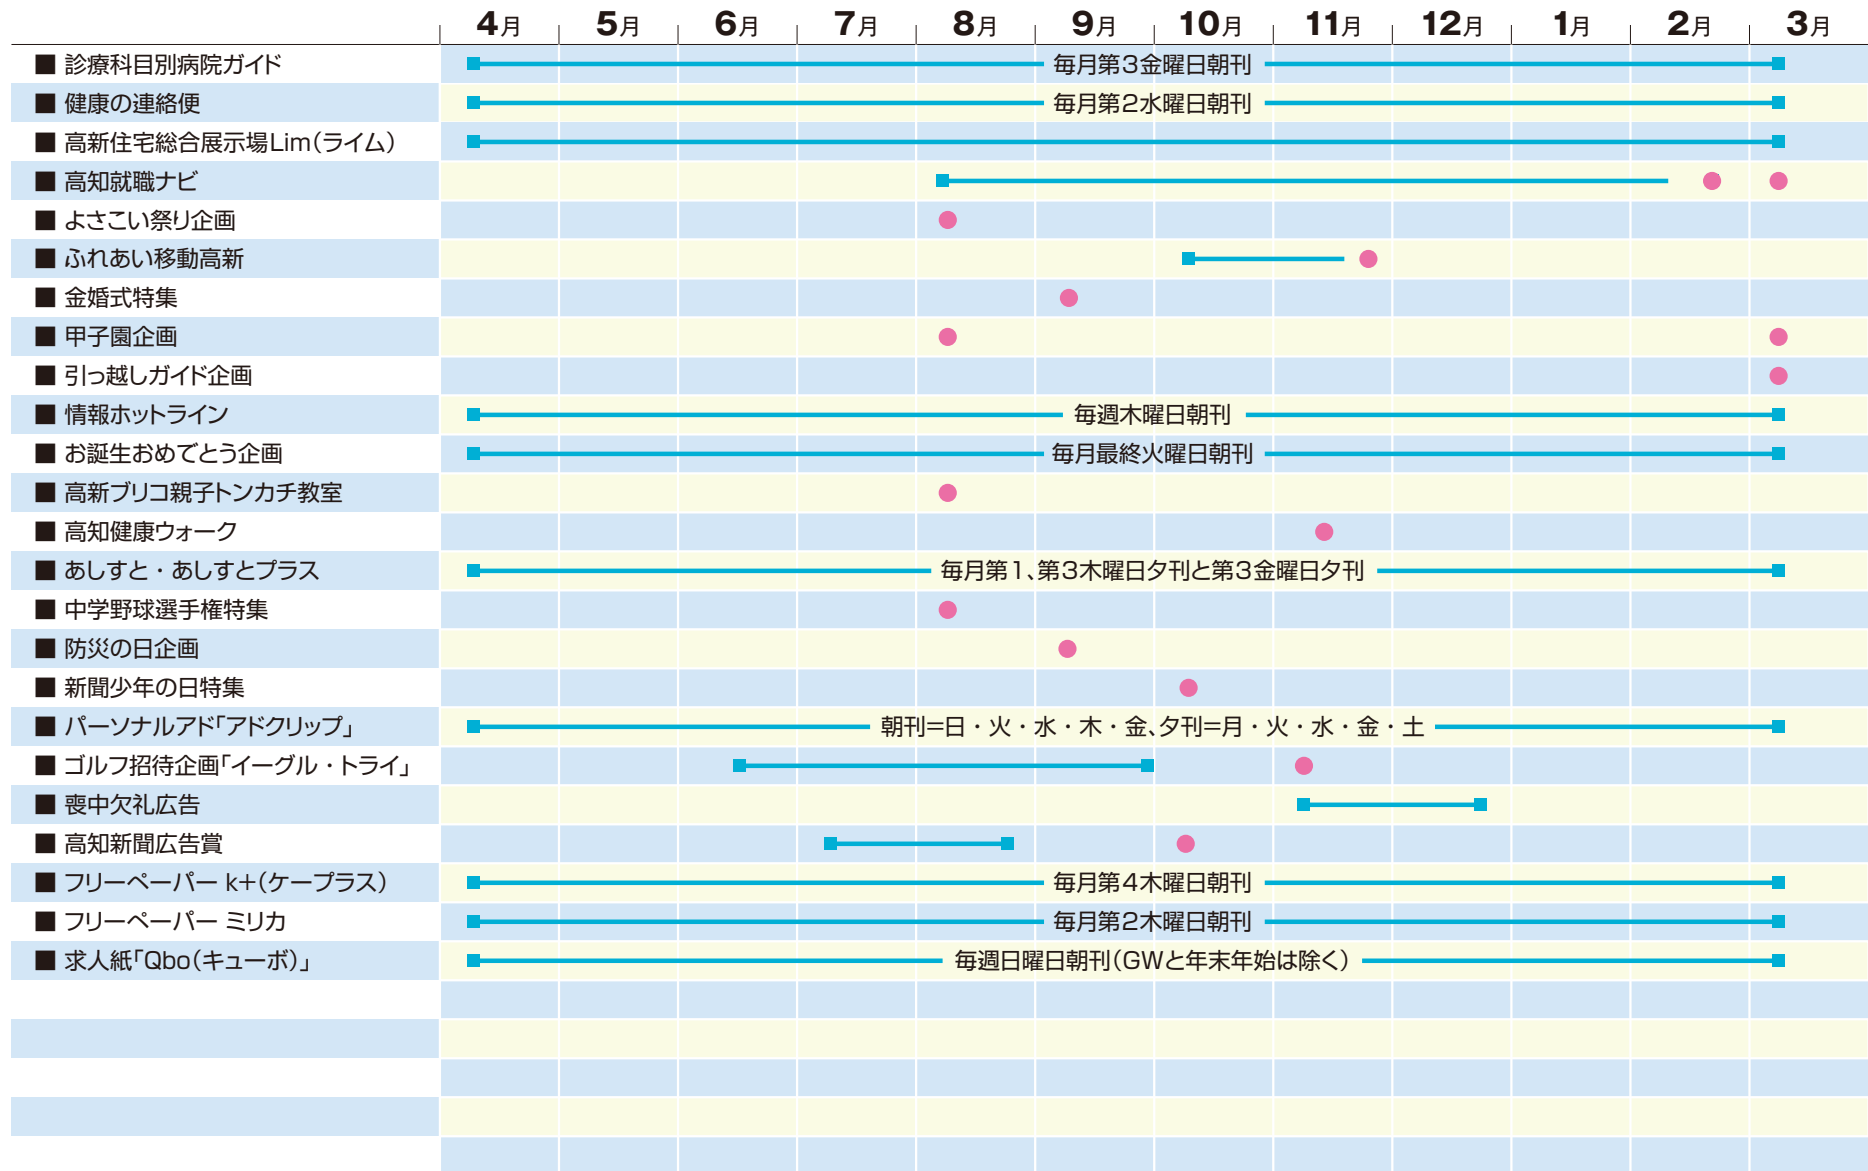 4月 5月 6月 7月 8月 9月 10月 11月 12月 1月 2月 3月
■ 診療科目別病院ガイド 毎月第3金曜日朝刊
■ 健康の連絡便 毎月第2水曜日朝刊
■ 高新住宅総合展示場Lim(ライム)
■ 高知就職ナビ
■ よさこい祭り企画
■ ふれあい移動高新
■ 金婚式特集
■ 甲子園企画
■ 引っ越しガイド企画
■ 情報ホットライン 毎週木曜日朝刊
■ お誕生おめでとう企画 毎月最終火曜日朝刊
■ 高新ブリコ親子トンカチ教室
■ 高知健康ウォーク
■ あしすと・あしすとプラス 毎月第1、第3木曜日夕刊と第3金曜日夕刊
■ 中学野球選手権特集
■ 防災の日企画
■ 新聞少年の日特集
■ パーソナルアド「アドクリップ」 朝刊=日・火・水・木・金、夕刊=月・火・水・金・土
■ ゴルフ招待企画「イーグル・トライ」
■ 喪中欠礼広告
■ 高知新聞広告賞
■ フリーペーパー k+(ケープラス) 毎月第4木曜日朝刊
■ フリーペーパー ミリカ 毎月第2木曜日朝刊
■ 求人紙「Qbo(キューボ)」 毎週日曜日朝刊(GWと年末年始は除く)